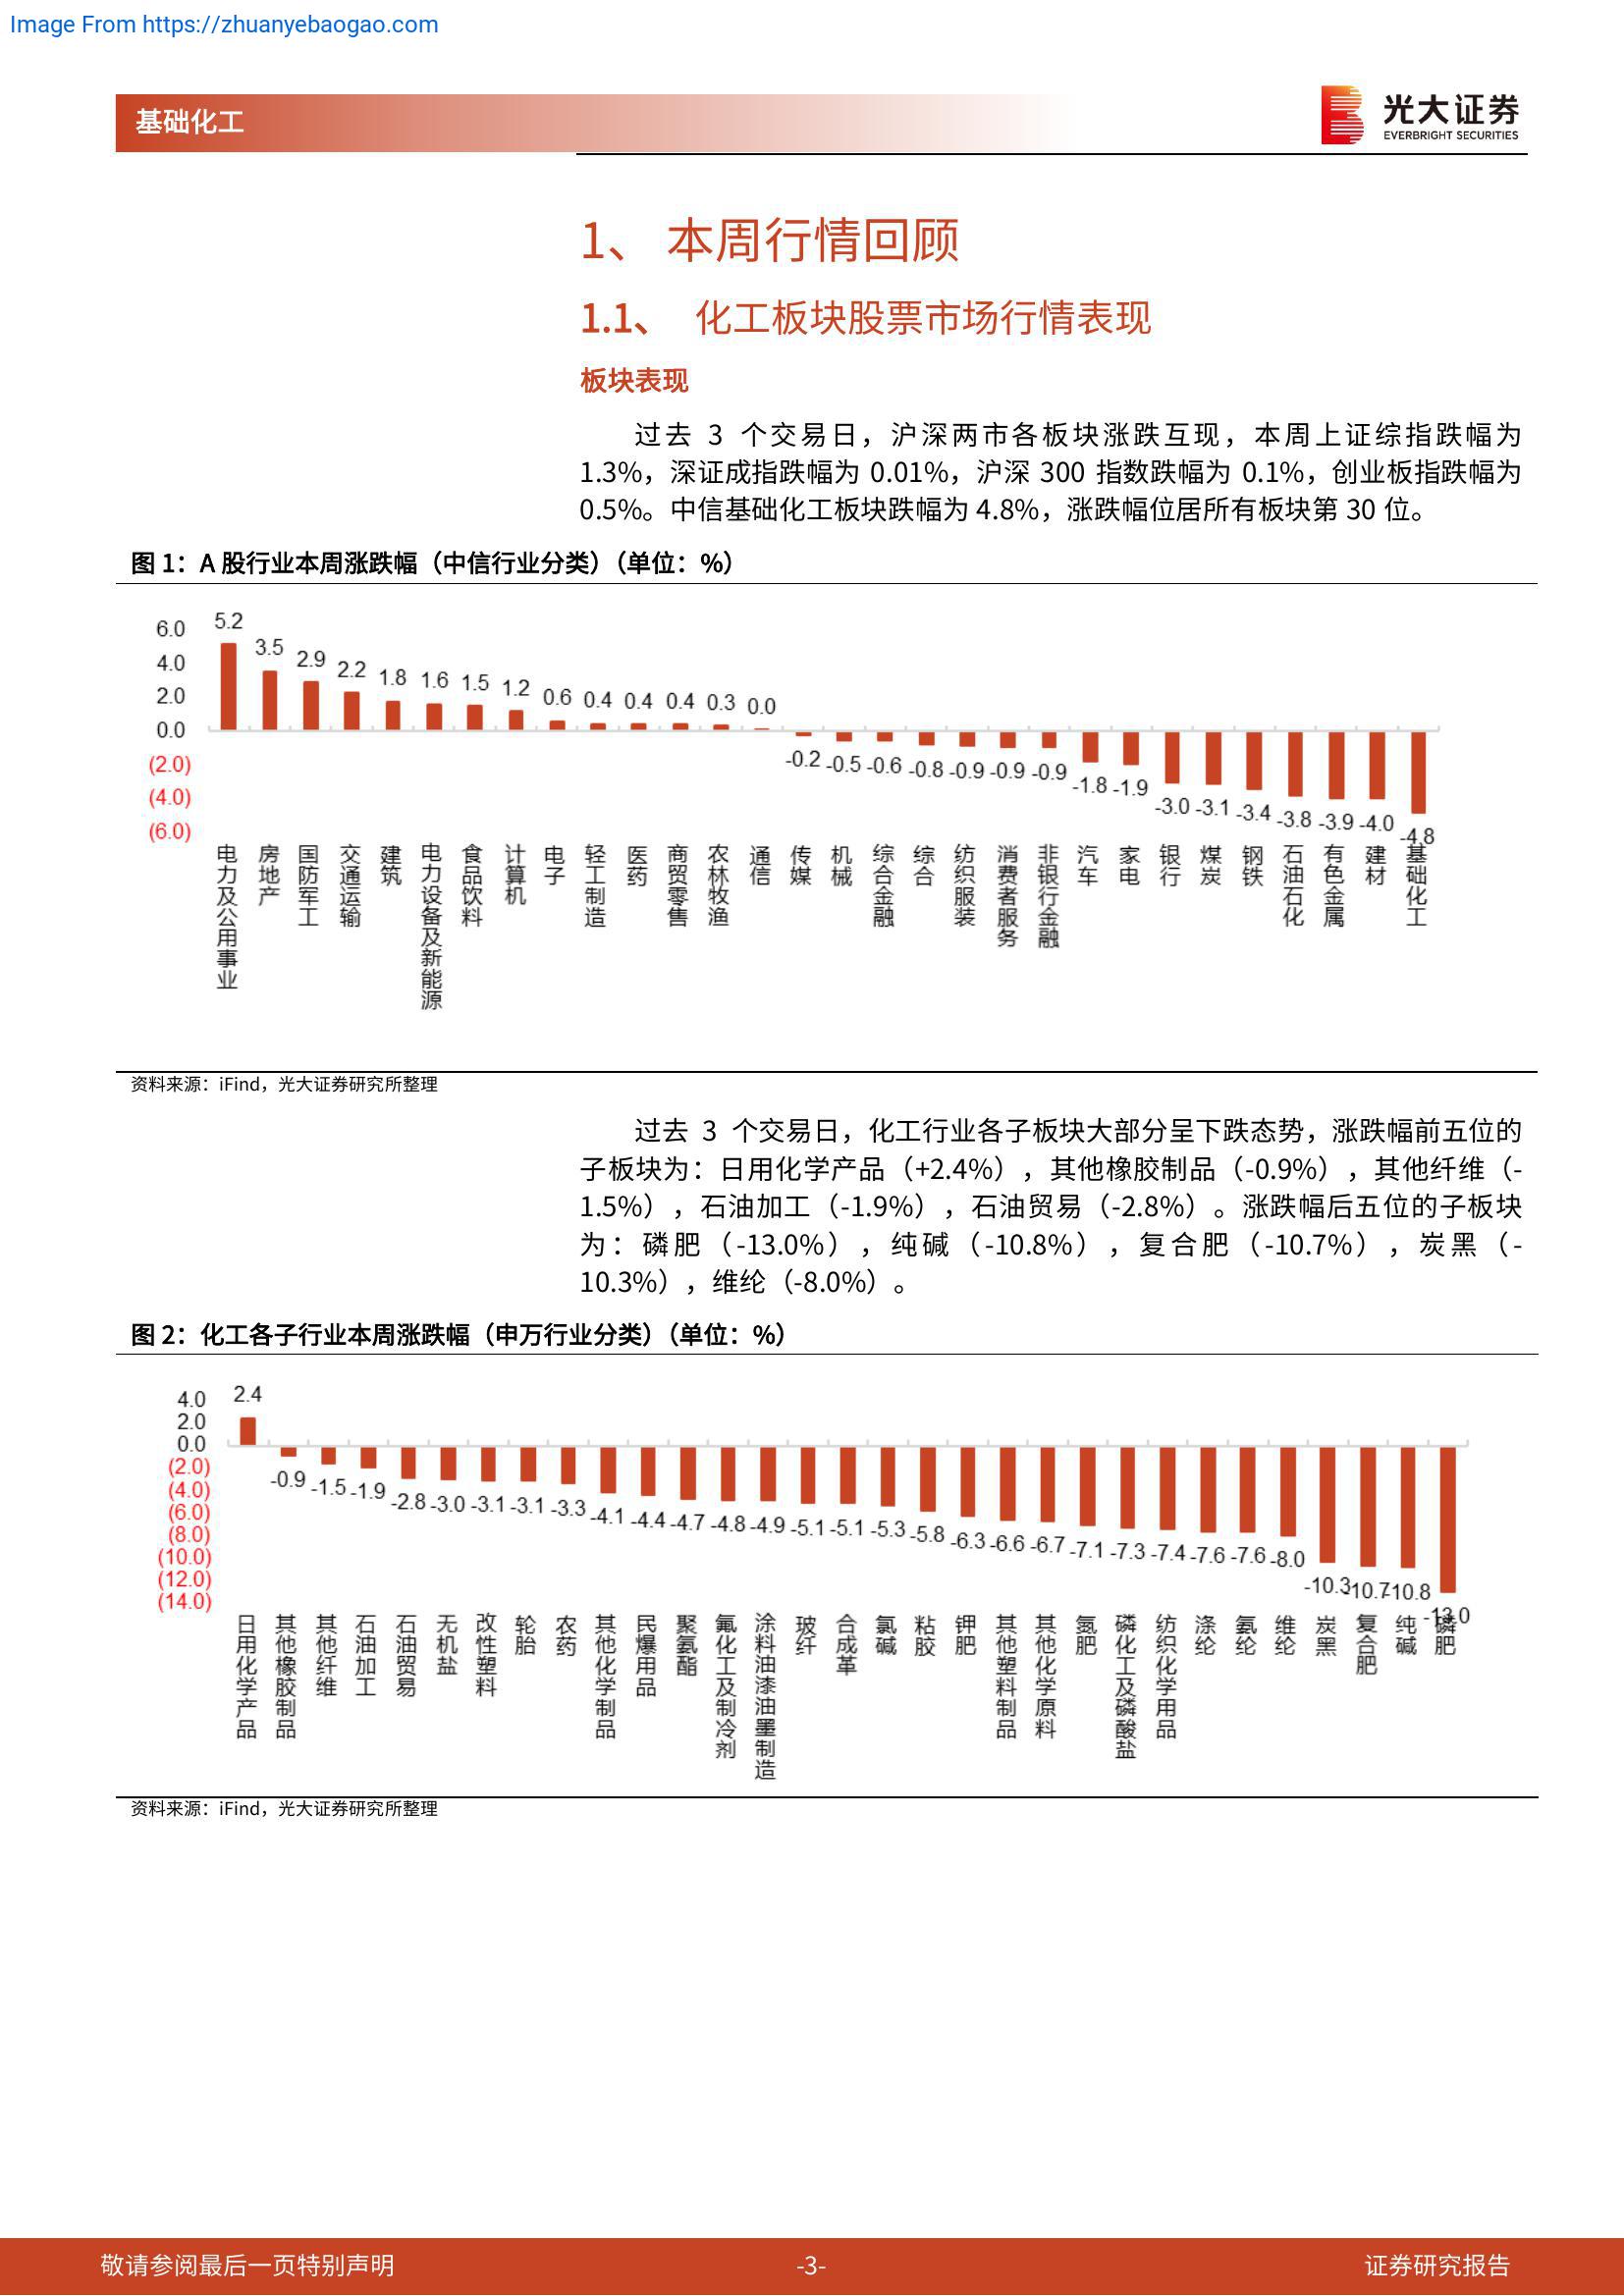 Image From https://zhuanyebaogao.com
基础化工
光大证券
EVERBRIGHT SECURITIES
1、 本周行情回顾
1.1、 化工板块股票市场行情表现
板块表现
过去 3 个交易日，沪深两市各板块涨跌互现，本周上证综指跌幅为
1.3%，深证成指跌幅为 0.01%，沪深 300 指数跌幅为 0.1%，创业板指跌幅为
0.5%。中信基础化工板块跌幅为 4.8%，涨跌幅位居所有板块第 30 位。
图 1：A 股行业本周涨跌幅（中信行业分类）（单位：%）
6.0
4.0
2.0
0.0
(2.0)
(4.0)
(6.0)
5.2 3.5 2.9 2.2 1.8 1.6 1.5 1.2 0.6 0.4 0.4 0.4 0.3 0.0 -0.2 -0.5 -0.6 -0.8 -0.9 -0.9 -0.9 -1.8 -1.9 -3.0 -3.1 -3.4 -3.8 -3.9 -4.0 -4.8
电力及公用事业
房地产
国防军工
交通运输
建筑
电力设备及新能源
食品饮料
计算机
电子
轻工制造
医药
商贸零售
农林牧渔
通信
传媒
机械
综合金融
综合
纺织服装
消费者服务
非银行金融
汽车
家电
银行
煤炭
钢铁
石油石化
有色金属
建材
基础化工
资料来源：iFind，光大证券研究所整理
过去 3 个交易日，化工行业各子板块大部分呈下跌态势，涨跌幅前五位的
子板块为：日用化学产品（+2.4%），其他橡胶制品（-0.9%），其他纤维（-
1.5%），石油加工（-1.9%），石油贸易（-2.8%）。涨跌幅后五位的子板块
为：磷肥（-13.0%），纯碱（-10.8%），复合肥（-10.7%），炭黑（-
10.3%），维纶（-8.0%）。
图 2：化工各子行业本周涨跌幅（申万行业分类）（单位：%）
4.0
2.0
0.0
(2.0)
(4.0)
(6.0)
(8.0)
(10.0)
(12.0)
(14.0)
2.4 -0.9 -1.5 -1.9 -2.8 -3.0 -3.1 -3.1 -3.3 -4.1 -4.4 -4.7 -4.8 -4.9 -5.1 -5.1 -5.3 -5.8 -6.3 -6.6 -6.7 -7.1 -7.3 -7.4 -7.6 -7.6 -8.0 -10.3 -10.7 -10.8 -13.0
日用化学产品
其他橡胶制品
其他纤维
石油加工
石油贸易
无机盐
改性塑料
轮胎
农药
其他化学制品
民爆用品
聚氨酯
氟化工及制冷剂
涂料油漆油墨制造
玻纤
合成革
氯碱
粘胶
钾肥
其他塑料制品
其他化学原料
氮肥
磷化工及磷酸盐
纺织化学用品
涤纶
氨纶
维纶
炭黑
复合肥
纯碱
磷肥
资料来源：iFind，光大证券研究所整理
敬请参阅最后一页特别声明
-3-
证券研究报告